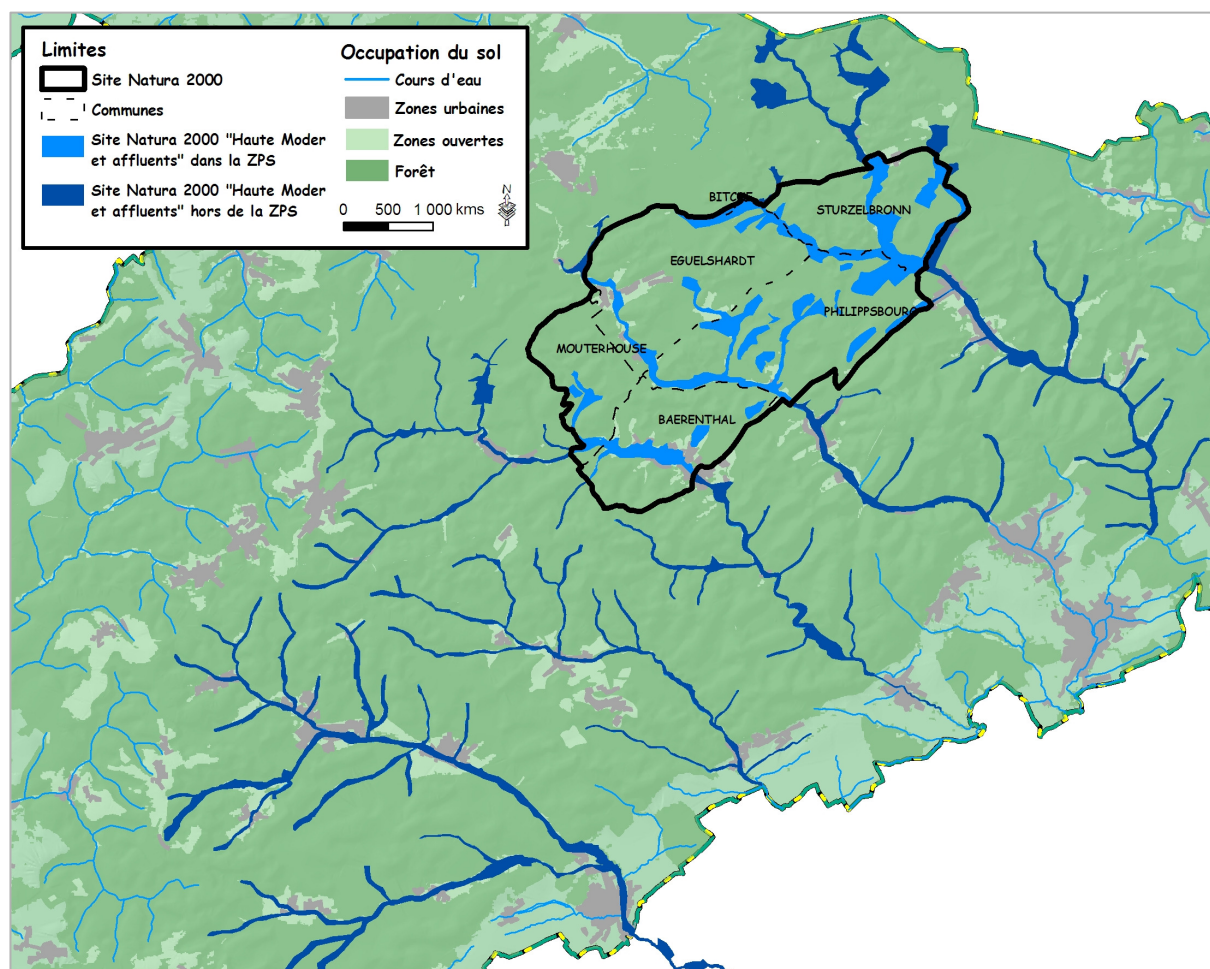 Limites
Site Natura 2000
Communes
Site Natura 2000 "Haute Moder
et affluents" dans la ZPS
Site Natura 2000 "Haute Moder
et affluents" hors de la ZPS
Occupation du sol
Cours d'eau
Zones urbaines
Zones ouvertes
Forêt
N
0 500 1 000 kms
BITCHE
STURZELBRONN
EGUELSHARDT
PHILIPPSBOURG
MOUTERHOUSE
BAERENTHAL